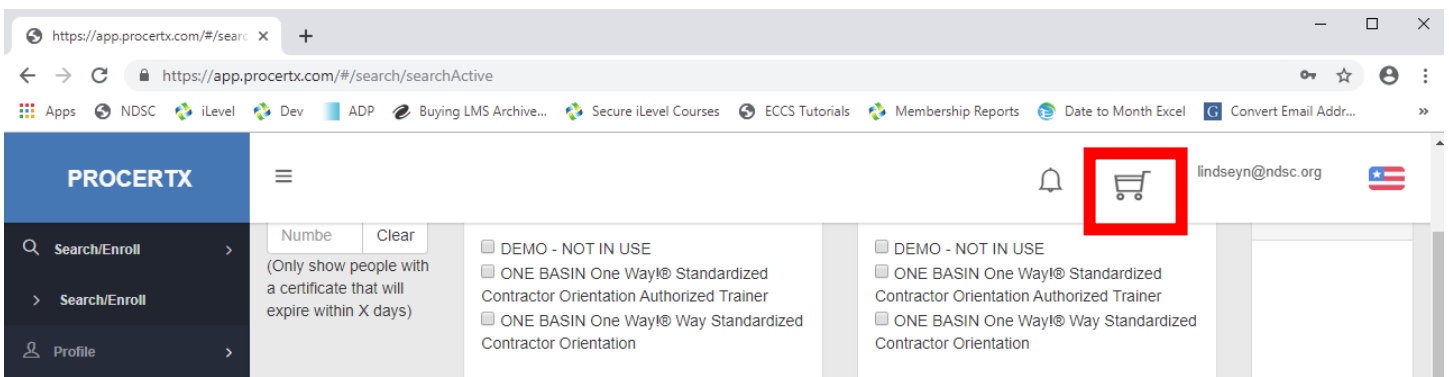 https://app.procertx.com/#/searc
https://app.procertx.com/#/search/searchActive
Apps NDSC iLevel Dev ADP Buying LMS Archive... Secure iLevel Courses ECCS Tutorials Membership Reports Date to Month Excel G Convert Email Addr... »
PROCERTX
lindseyn@ndsc.org
Search/Enroll
Search/Enroll
Profile
Numbe Clear
(Only show people with
a certificate that will
expire within X days)
DEMO - NOT IN USE
ONE BASIN One Way!® Standardized
Contractor Orientation Authorized Trainer
ONE BASIN One Way!® Way Standardized
Contractor Orientation
DEMO - NOT IN USE
ONE BASIN One Way!® Standardized
Contractor Orientation Authorized Trainer
ONE BASIN One Way!® Way Standardized
Contractor Orientation